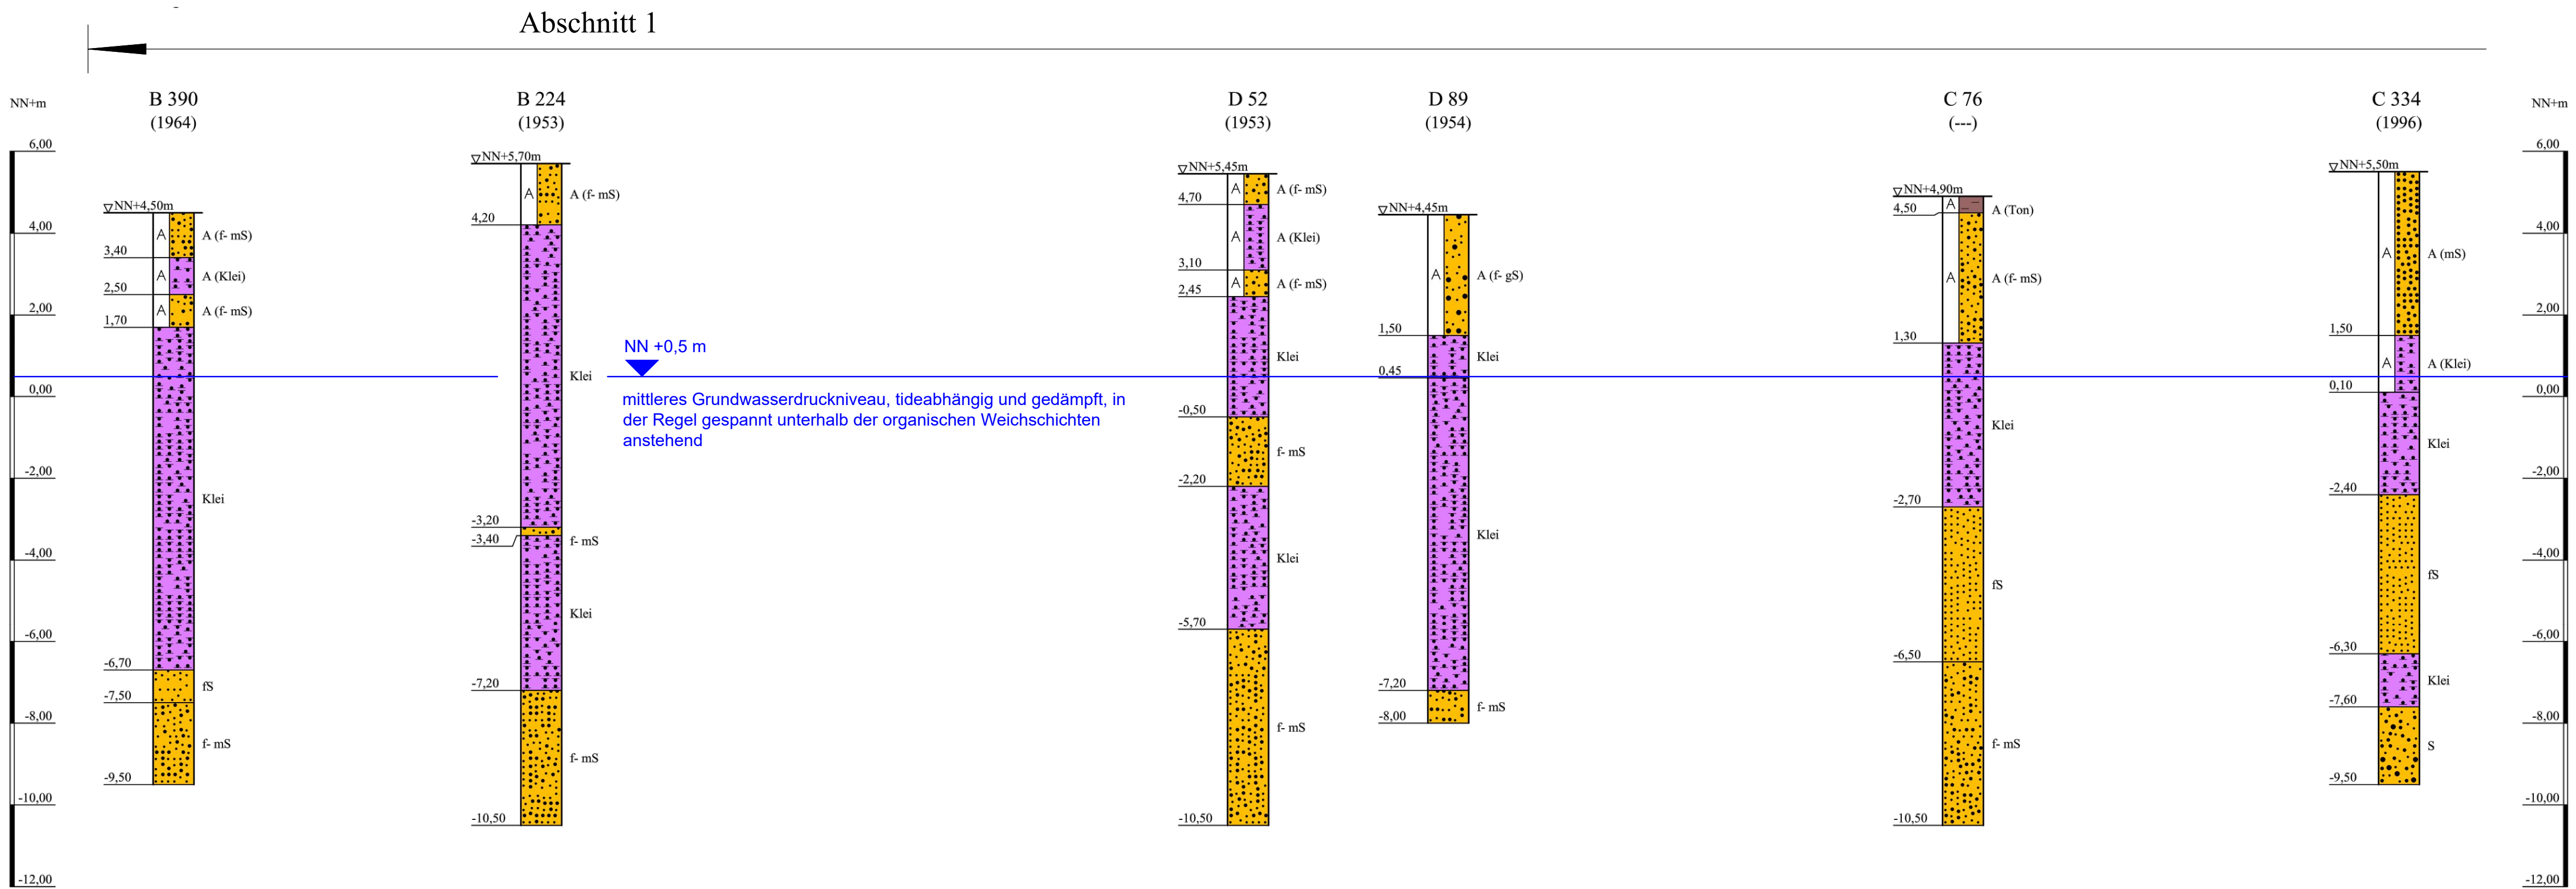 Abschnitt 1
NN+m
6,00
4,00
2,00
0,00
-2,00
-4,00
-6,00
-8,00
-10,00
-12,00
B 390
(1964)
NN+4,50m
A
A (f- mS)
3,40
A
A (Klei)
2,50
A
A (f- mS)
1,70
Klei
-6,70
fS
-7,50
f- mS
-9,50
B 224
(1953)
NN+5,70m
A
A (f- mS)
4,20
Klei
-3,20
f- mS
-3,40
Klei
-7,20
f- mS
-10,50
NN +0,5 m
mittleres Grundwasserdruckniveau, tideabhängig und gedämpft, in
der Regel gespannt unterhalb der organischen Weichschichten
anstehend
D 52
(1953)
NN+5,45m
A
A (f- mS)
4,70
A
A (Klei)
3,10
A
A (f- mS)
2,45
Klei
-0,50
f- mS
-2,20
Klei
-5,70
f- mS
-10,50
D 89
(1954)
NN+4,45m
A
A (f- gS)
1,50
Klei
0,45
Klei
-7,20
f- mS
-8,00
C 76
(---)
NN+4,90m
A
A (Ton)
4,50
A
A (f- mS)
1,30
Klei
-2,70
fS
-6,50
f- mS
-10,50
C 334
(1996)
NN+5,50m
A
A (mS)
1,50
A
A (Klei)
0,10
Klei
-2,40
fS
-6,30
Klei
-7,60
S
-9,50
NN+m
6,00
4,00
2,00
0,00
-2,00
-4,00
-6,00
-8,00
-10,00
-12,00